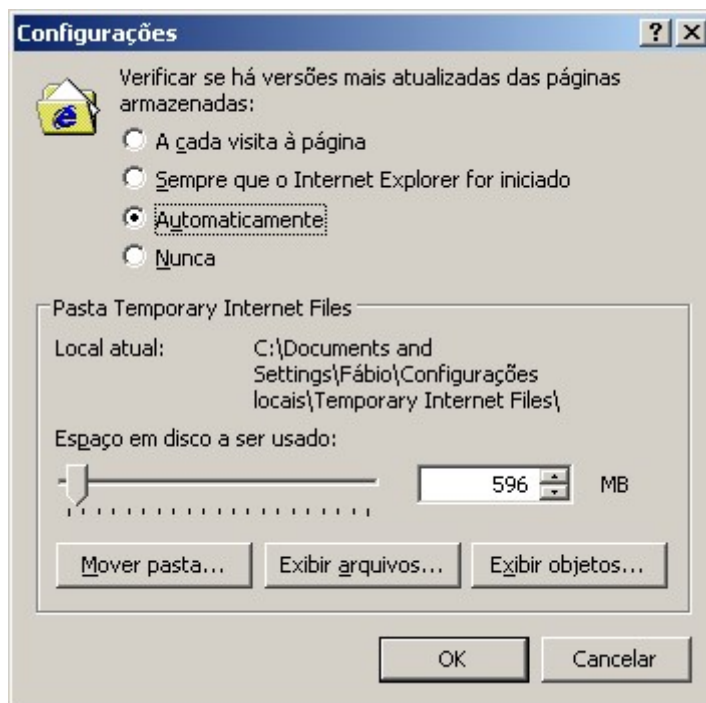 Configurações
Verificar se há versões mais atualizadas das páginas
armazenadas:
A cada visita à página
Sempre que o Internet Explorer for iniciado
Automaticamente
Nunca
Pasta Temporary Internet Files
Local atual: C:\Documents and
Settings\Fábio\Configurações
locais\Temporary Internet Files\
Espaço em disco a ser usado:
596 MB
Mover pasta... Exibir arquivos... Exibir objetos...
OK Cancelar